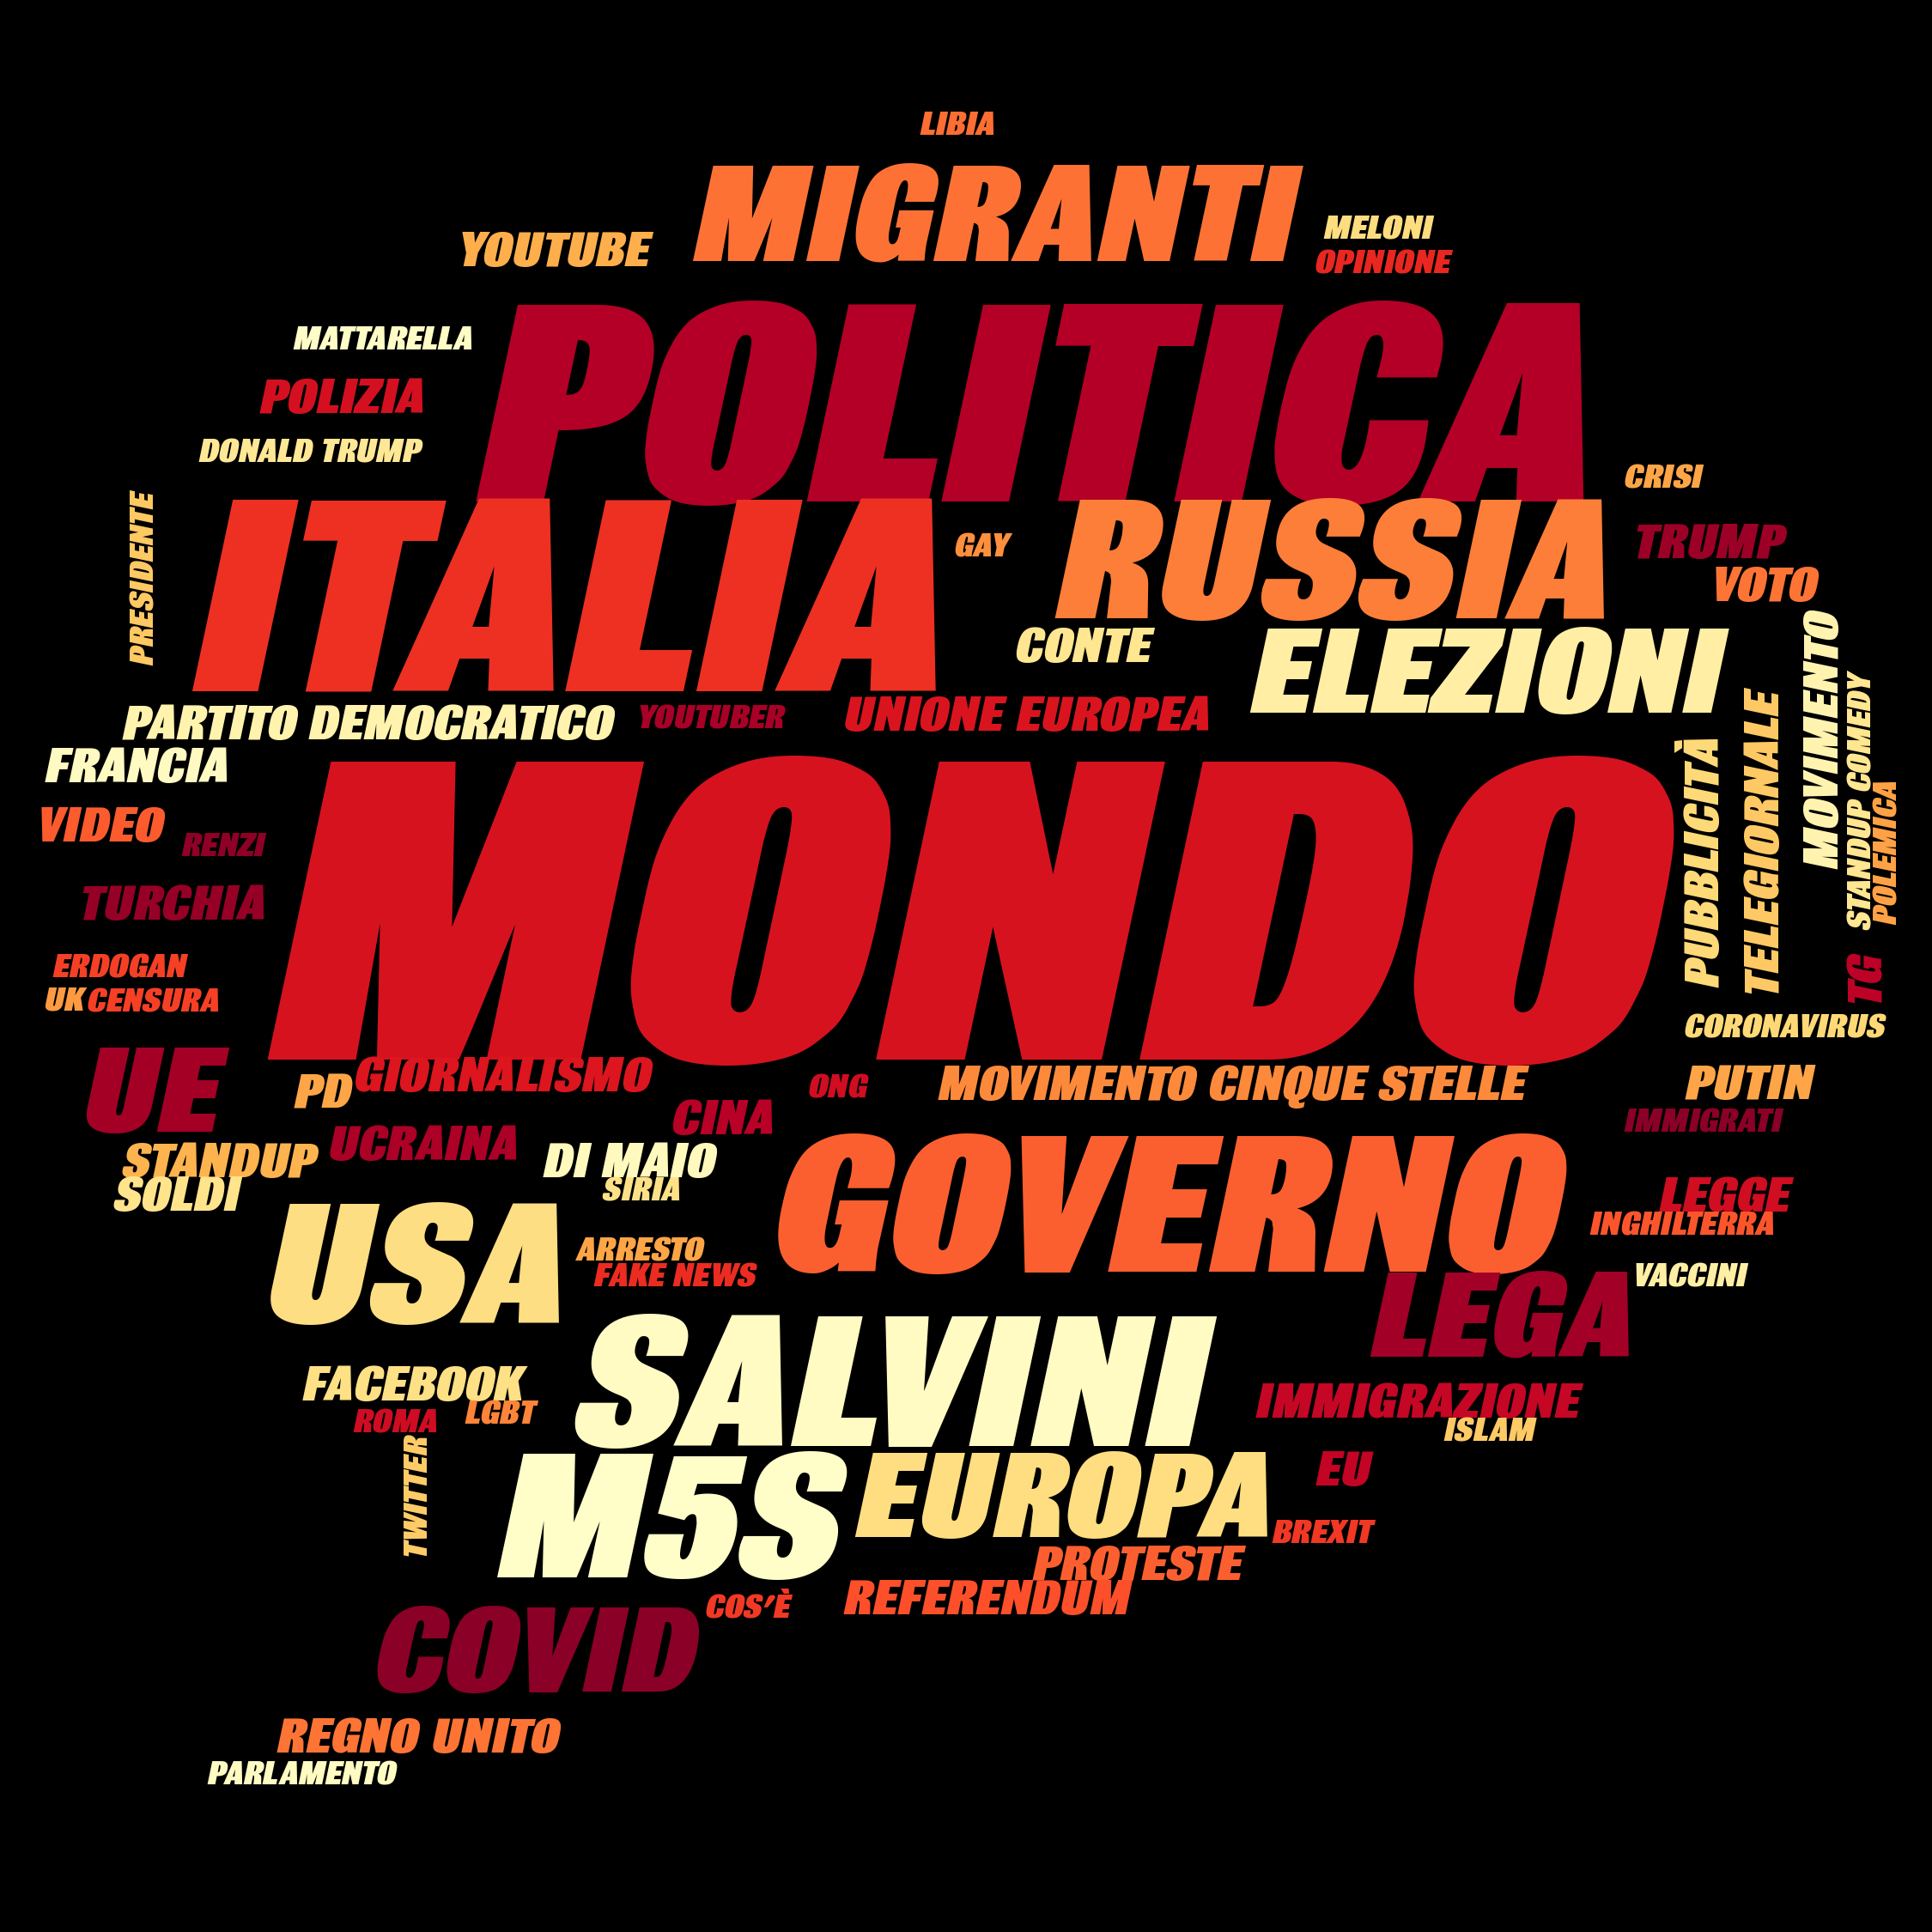 LIBIA
MIGRANTI
YOUTUBE
MELONI
OPINIONE
POLITICA
MATTARELLA
POLIZIA
DONALD TRUMP
CRISI
PRESIDENTE
ITALIA
GAY
RUSSIA
TRUMP
VOTO
CONTE
ELEZIONI
MOVIMENTO
STANDUP COMEDY
POLEMICA
TELEGIORNALE
PUBBLICITÀ
PARTITO DEMOCRATICO
YOUTUBER
UNIONE EUROPEA
FRANCIA
MONDO
VIDEO
RENZI
TURCHIA
ERDOGAN
UK
CENSURA
TG
CORONAVIRUS
UE
PD
GIORNALISMO
ONG
MOVIMENTO CINQUE STELLE
PUTIN
CINA
IMMIGRATI
UCRAINA
STANDUP
DI MAIO
GOVERNO
SOLDI
SIRIA
LEGGE
INGHILTERRA
USA
ARRESTO
FAKE NEWS
VACCINI
LEGA
SALVINI
FACEBOOK
LGBT
ROMA
IMMIGRAZIONE
ISLAM
TWITTER
M5S
EUROPA
EU
BREXIT
PROTESTE
REFERENDUM
COS'È
COVID
REGNO UNITO
PARLAMENTO